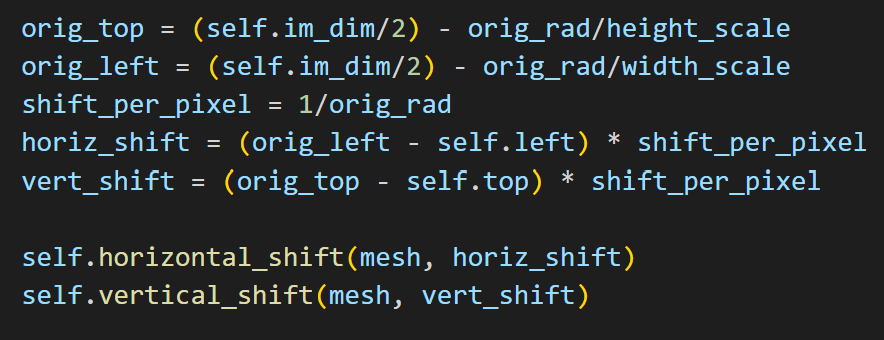 orig_top = (self.im_dim/2) - orig_rad/height_scale
orig_left = (self.im_dim/2) - orig_rad/width_scale
shift_per_pixel = 1/orig_rad
horiz_shift = (orig_left - self.left) * shift_per_pixel
vert_shift = (orig_top - self.top) * shift_per_pixel
self.horizontal_shift(mesh, horiz_shift)
self.vertical_shift(mesh, vert_shift)